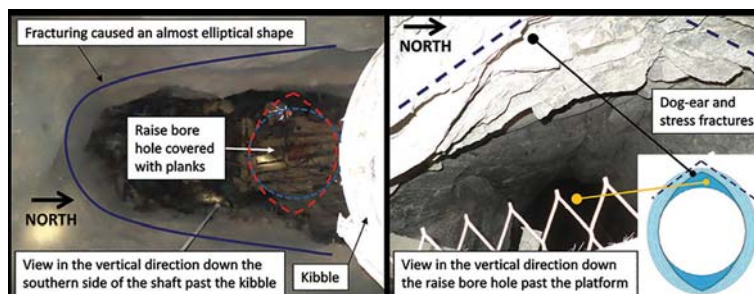 Fracturing caused an almost elliptical shape
Raise bore
hole covered
with planks
NORTH
View in the vertical direction down the
southern side of the shaft past the kibble
Kibble
NORTH
Dog-ear and
stress fractures
View in the vertical direction down
the raise bore hole past the platform